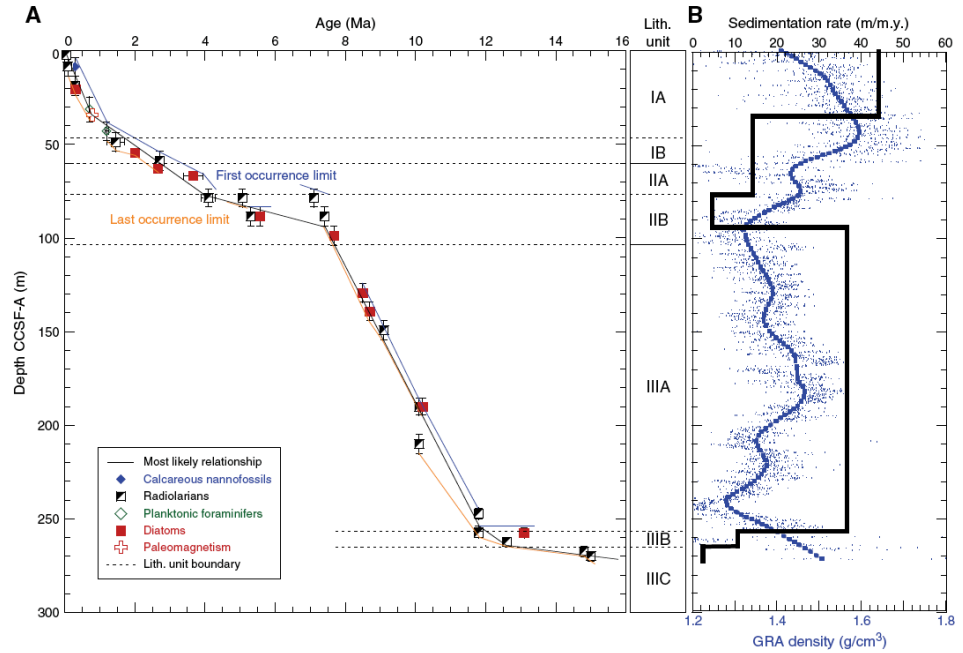 A
Age (Ma)
0 2 4 6 8 10 12 14 16
Lith.
unit
B
Sedimentation rate (m/m.y.)
0 10 20 30 40 50 60
0
50
100
150
200
250
300
Depth CCSF-A (m)
First occurrence limit
Last occurrence limit
Most likely relationship
Calcareous nannofossils
Radiolarians
Planktonic foraminifers
Diatoms
Paleomagnetism
Lith. unit boundary
IA
IB
IIA
IIB
IIIA
IIIB
IIIC
1.2 1.4 1.6 1.8
GRA density (g/cm³)